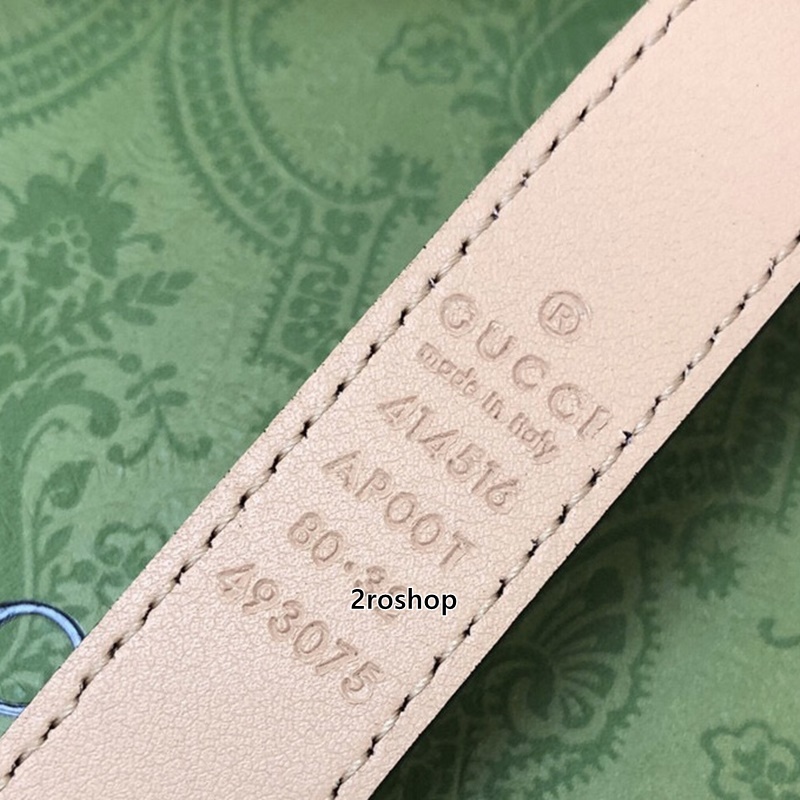 ®
GUCCI
made in italy
414516
AP00T
80·32
2roshop
493075